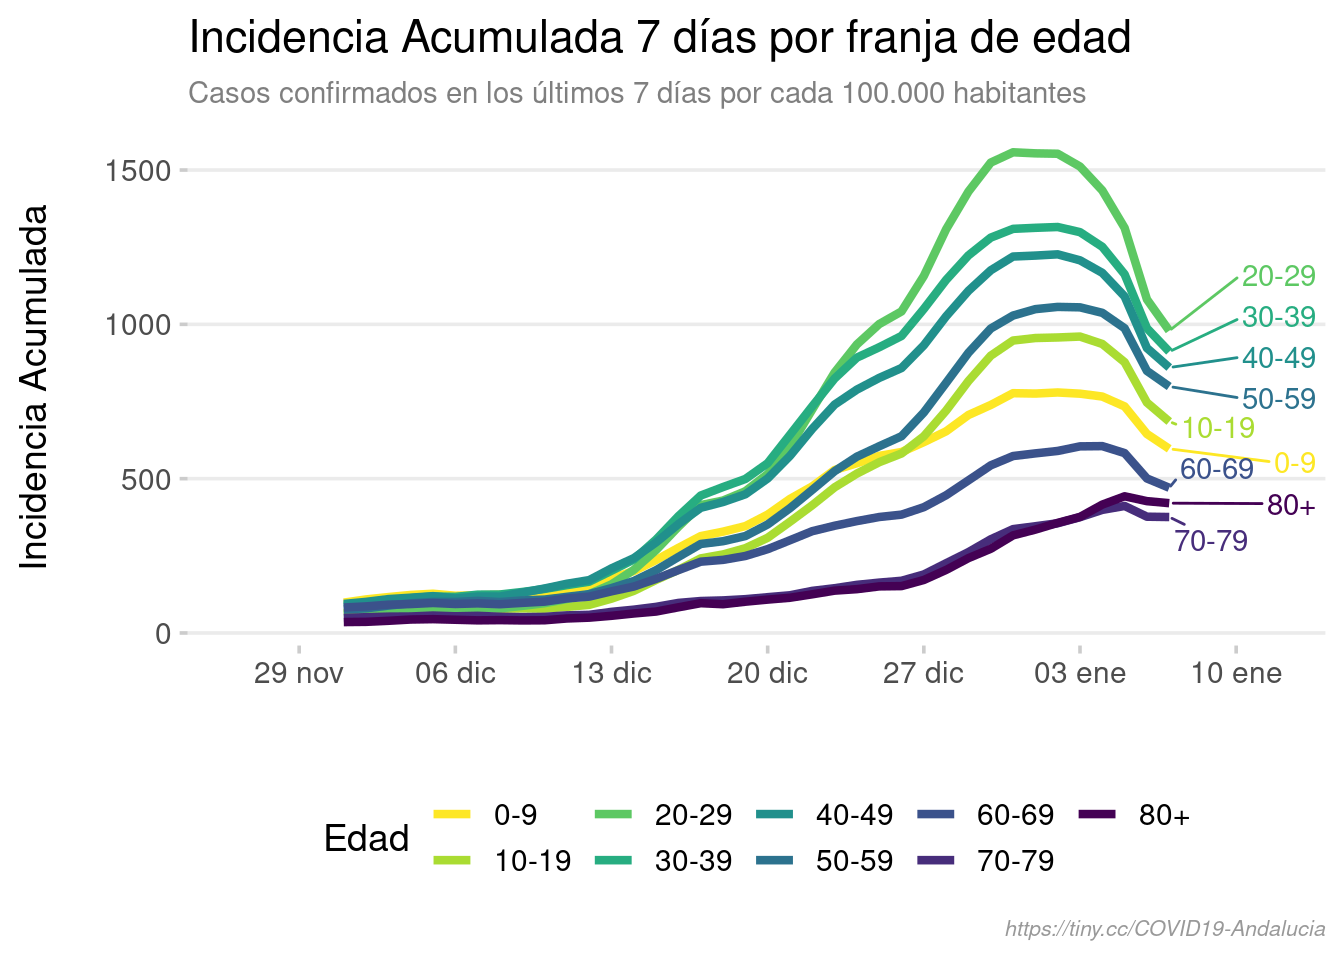 Incidencia Acumulada 7 días por franja de edad
Casos confirmados en los últimos 7 días por cada 100.000 habitantes
Incidencia Acumulada
1500
1000
500
0
20-29
30-39
40-49
50-59
10-19
0-9
60-69
80+
70-79
29 nov 06 dic 13 dic 20 dic 27 dic 03 ene 10 ene
Edad
0-9 20-29 40-49 60-69 80+
10-19 30-39 50-59 70-79
https://tiny.cc/COVID19-Andalucia